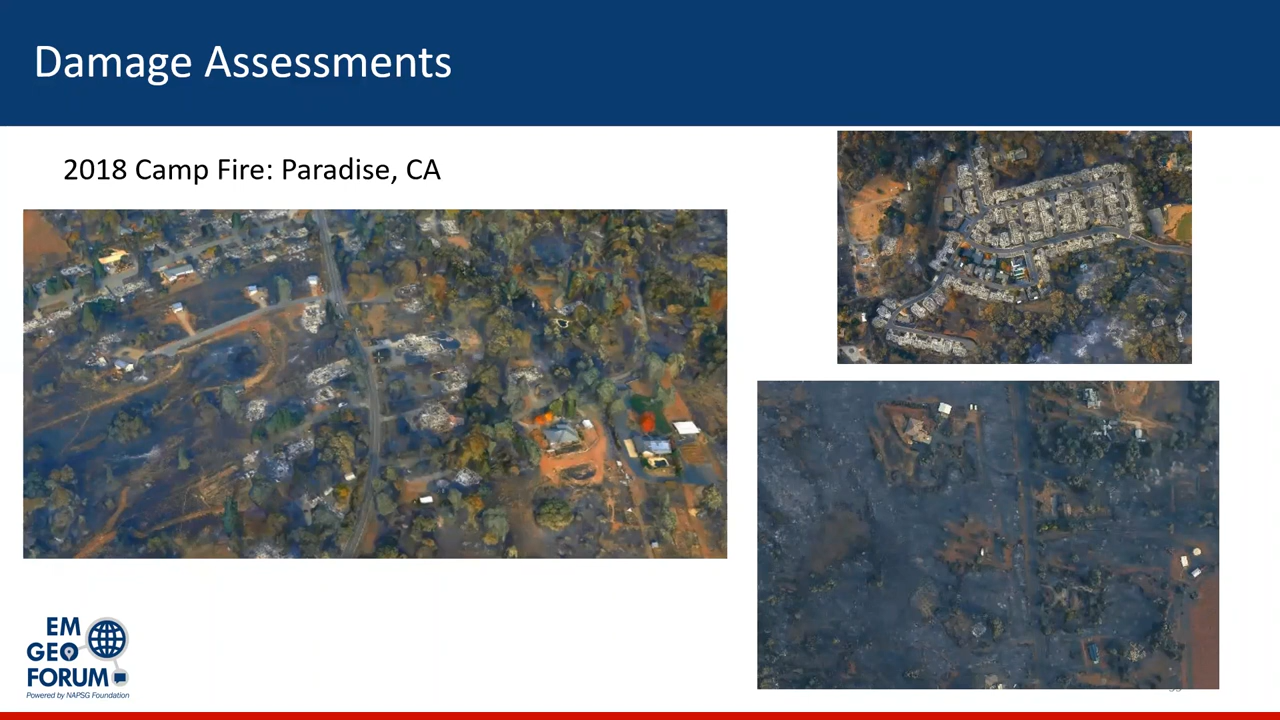 Damage Assessments
2018 Camp Fire: Paradise, CA
EM
GEO
FORUM
Powered by NAPSG Foundation